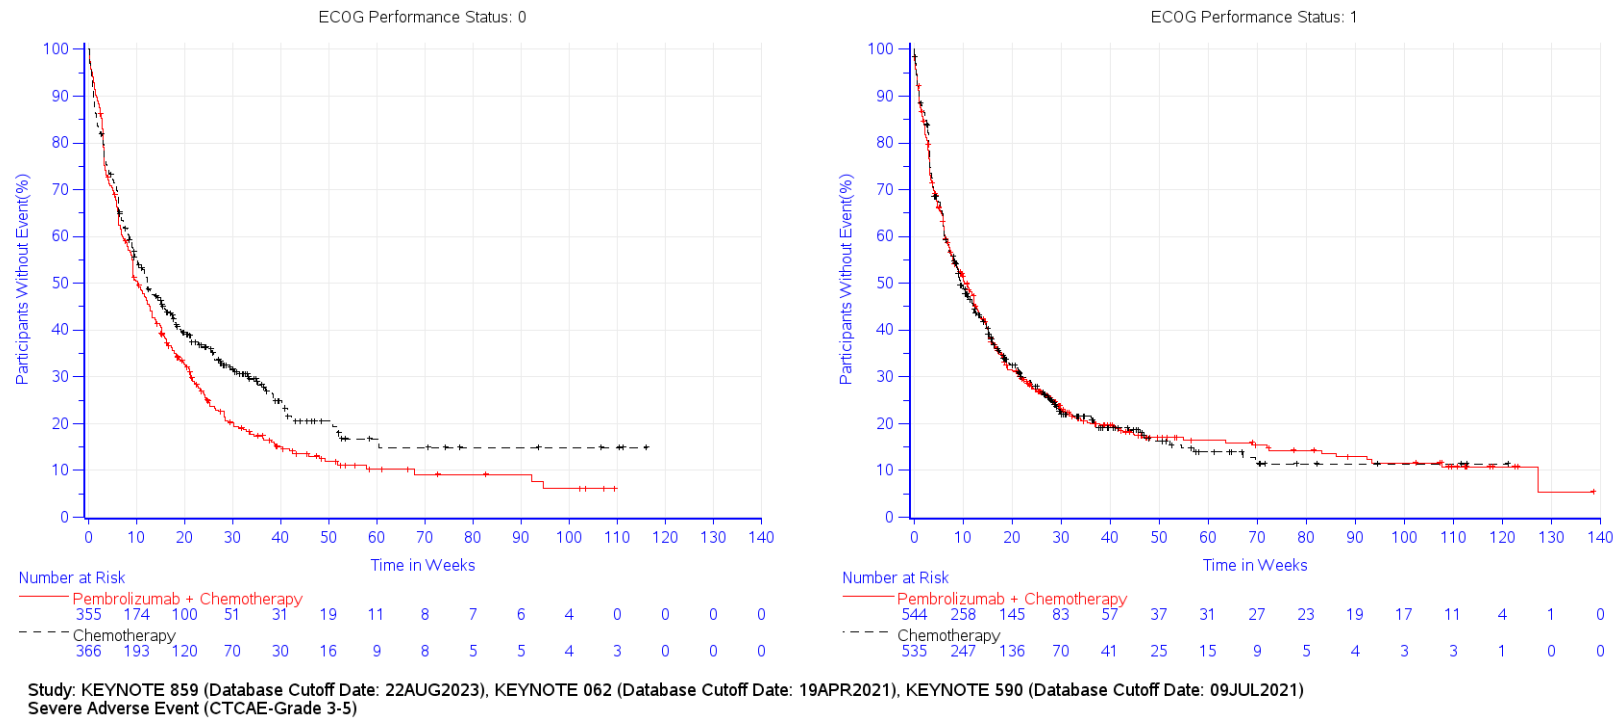 ECOG Performance Status: 0
Participants Without Event(%)
100
90
80
70
60
50
40
30
20
10
0
0 10 20 30 40 50 60 70 80 90 100 110 120 130 140
Time in Weeks
Number at Risk
Pembrolizumab + Chemotherapy
355 174 100 51 31 19 11 8 7 6 4 0 0 0 0
Chemotherapy
366 193 120 70 30 16 9 8 5 5 4 3 0 0 0
ECOG Performance Status: 1
Participants Without Event(%)
100
90
80
70
60
50
40
30
20
10
0
0 10 20 30 40 50 60 70 80 90 100 110 120 130 140
Time in Weeks
Number at Risk
Pembrolizumab + Chemotherapy
544 258 145 83 57 37 31 27 23 19 17 11 4 1 0
Chemotherapy
535 247 136 70 41 25 15 9 5 4 3 3 1 0 0
Study: KEYNOTE 859 (Database Cutoff Date: 22AUG2023), KEYNOTE 062 (Database Cutoff Date: 19APR2021), KEYNOTE 590 (Database Cutoff Date: 09JUL2021)
Severe Adverse Event (CTCAE-Grade 3-5)